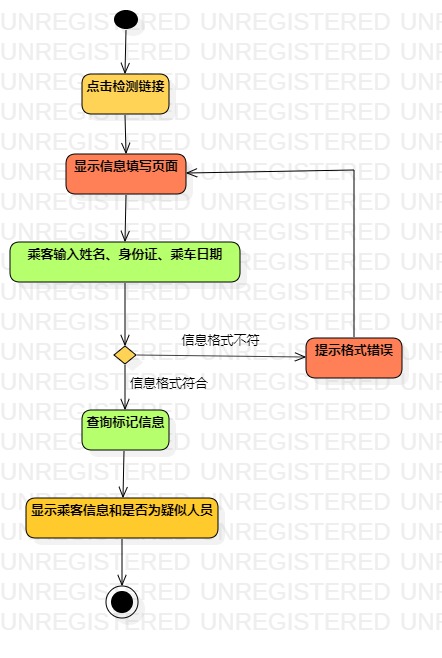 点击检测链接
显示信息填写页面
乘客输入姓名、身份证、乘车日期
信息格式不符
提示格式错误
信息格式符合
查询标记信息
显示乘客信息和是否为疑似人员
UNREGISTERED